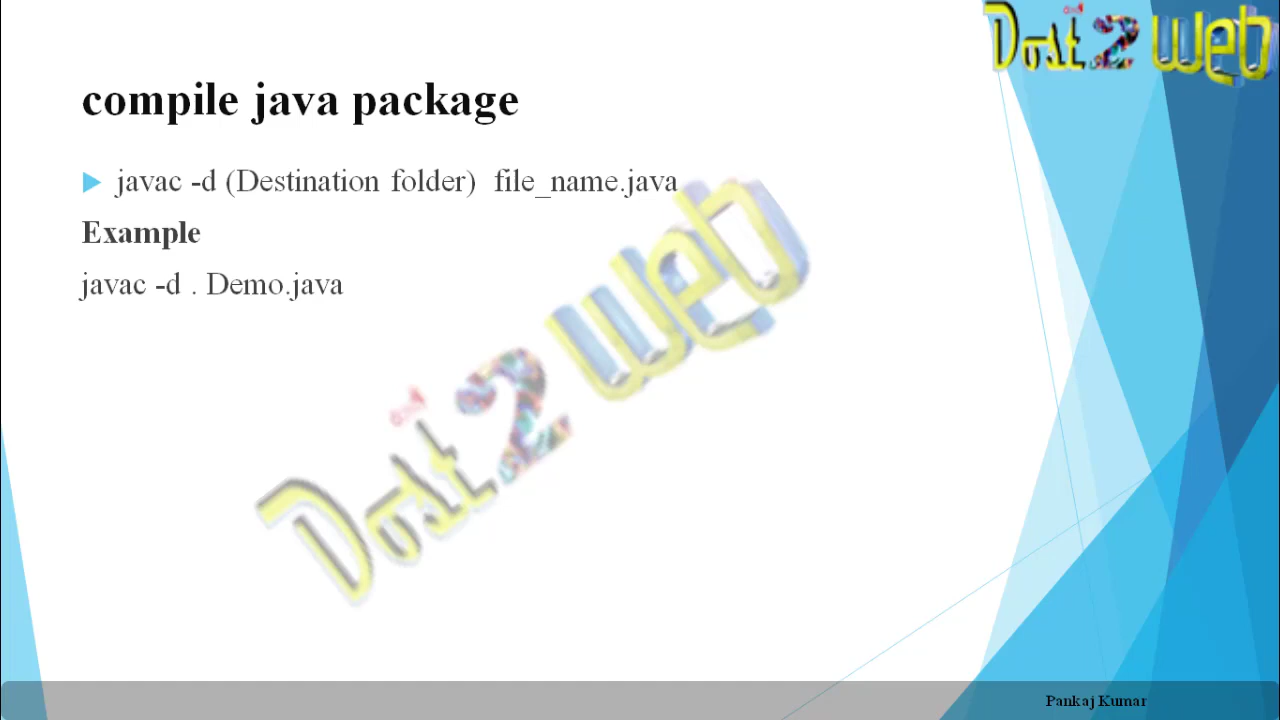 Dost 2 web
compile java package
javac -d (Destination folder) file_name.java
Example
javac -d . Demo.java
Dost 2 web
Pankaj Kumar